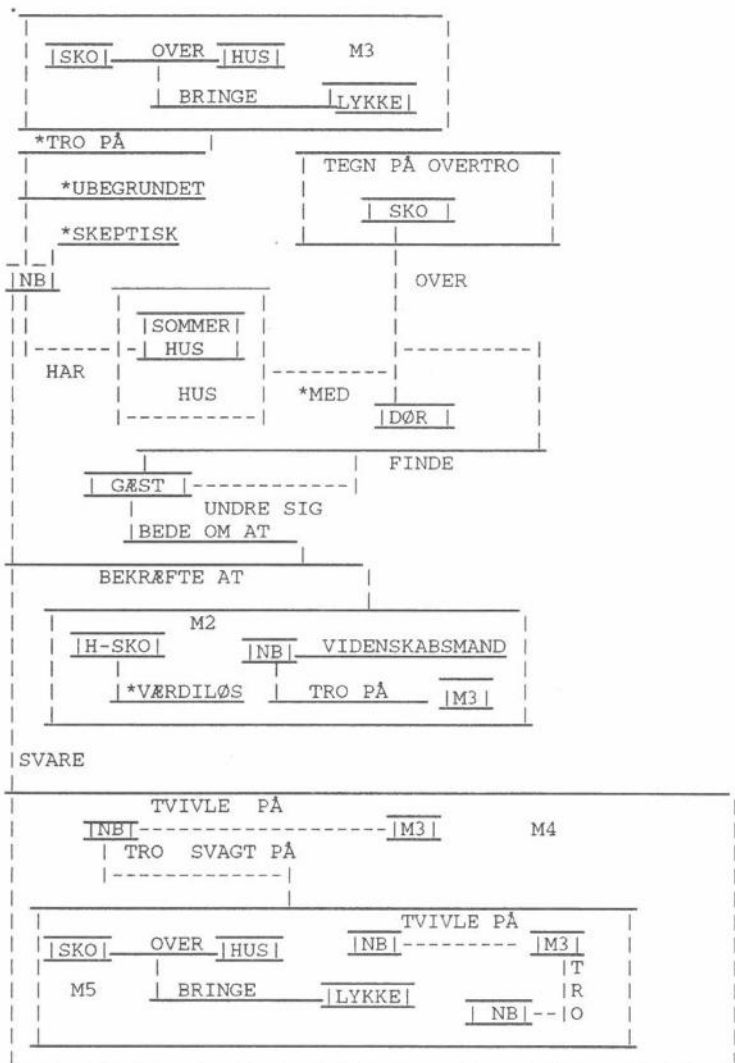 SKO OVER HUS M3
BRINGE LYKKE
*TRO PÅ
TEGN PÅ OVERTRO
*UBEGRUNDET
SKO
*SKEPTISK
NB OVER
SOMMER
HUS
HAR
HUS *MED
DØR
FINDE
GÆST
UNDRE SIG
BEDE OM AT
BEKRÆFTE AT
M2
H-SKO NB VIDENSKABSMAND
*VÆRDILØS TRO PÅ M3
SVARE
TVIVLE PÅ
NB M3 M4
TRO SVAGT PÅ
TVIVLE PÅ
SKO OVER HUS NB M3
T
M5 BRINGE LYKKE R
NB O